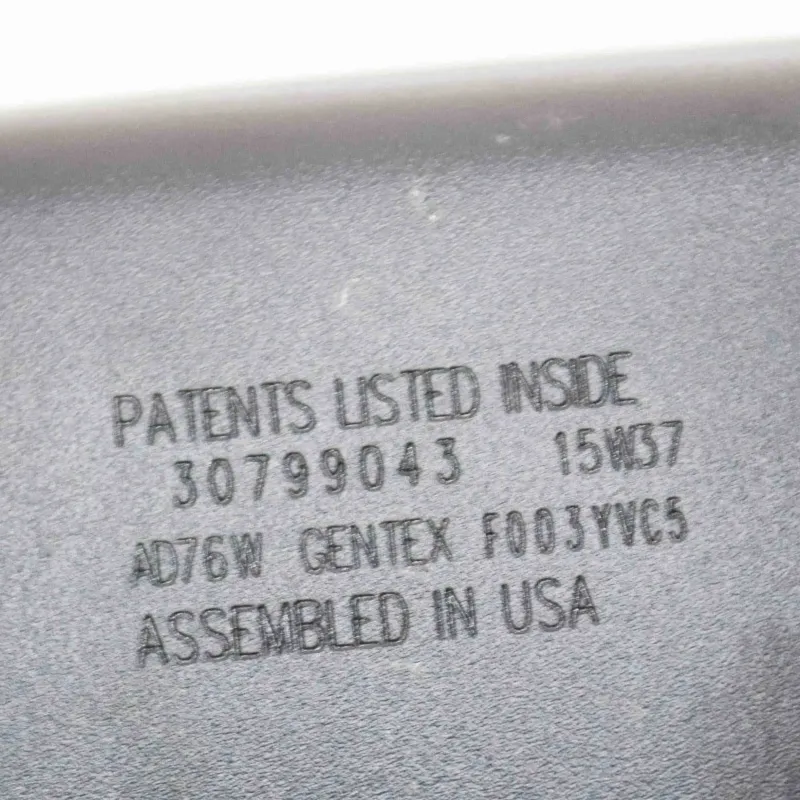 PATENTS LISTED INSIDE
30799043 15W37
AD76W GENTEX F003YVC5
ASSEMBLED IN USA